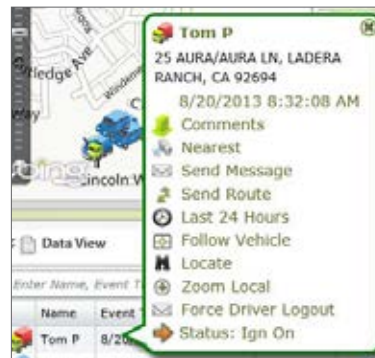 Tom P
25 AURA/AURA LN, LADERA
RANCH, CA 92694
8/20/2013 8:32:08 AM
Comments
Nearest
Send Message
Send Route
Last 24 Hours
Follow Vehicle
Locate
Zoom Local
Force Driver Logout
Status: Ign On
bing
Data View
Enter Name, Event
Name Event
Tom P 8/20